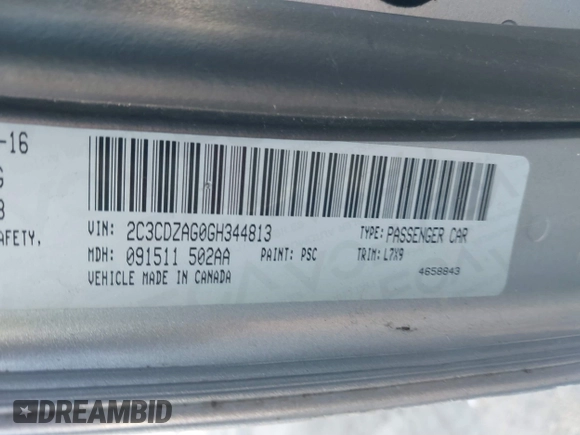 -16
G
8
AFETY,
VIN: 2C3CDZAG0GH344813
TYPE: PASSENGER CAR
MDH: 091511 502AA
PAINT: PSC
TRIM: L7X9
VEHICLE MADE IN CANADA
4658843
DREAMBID